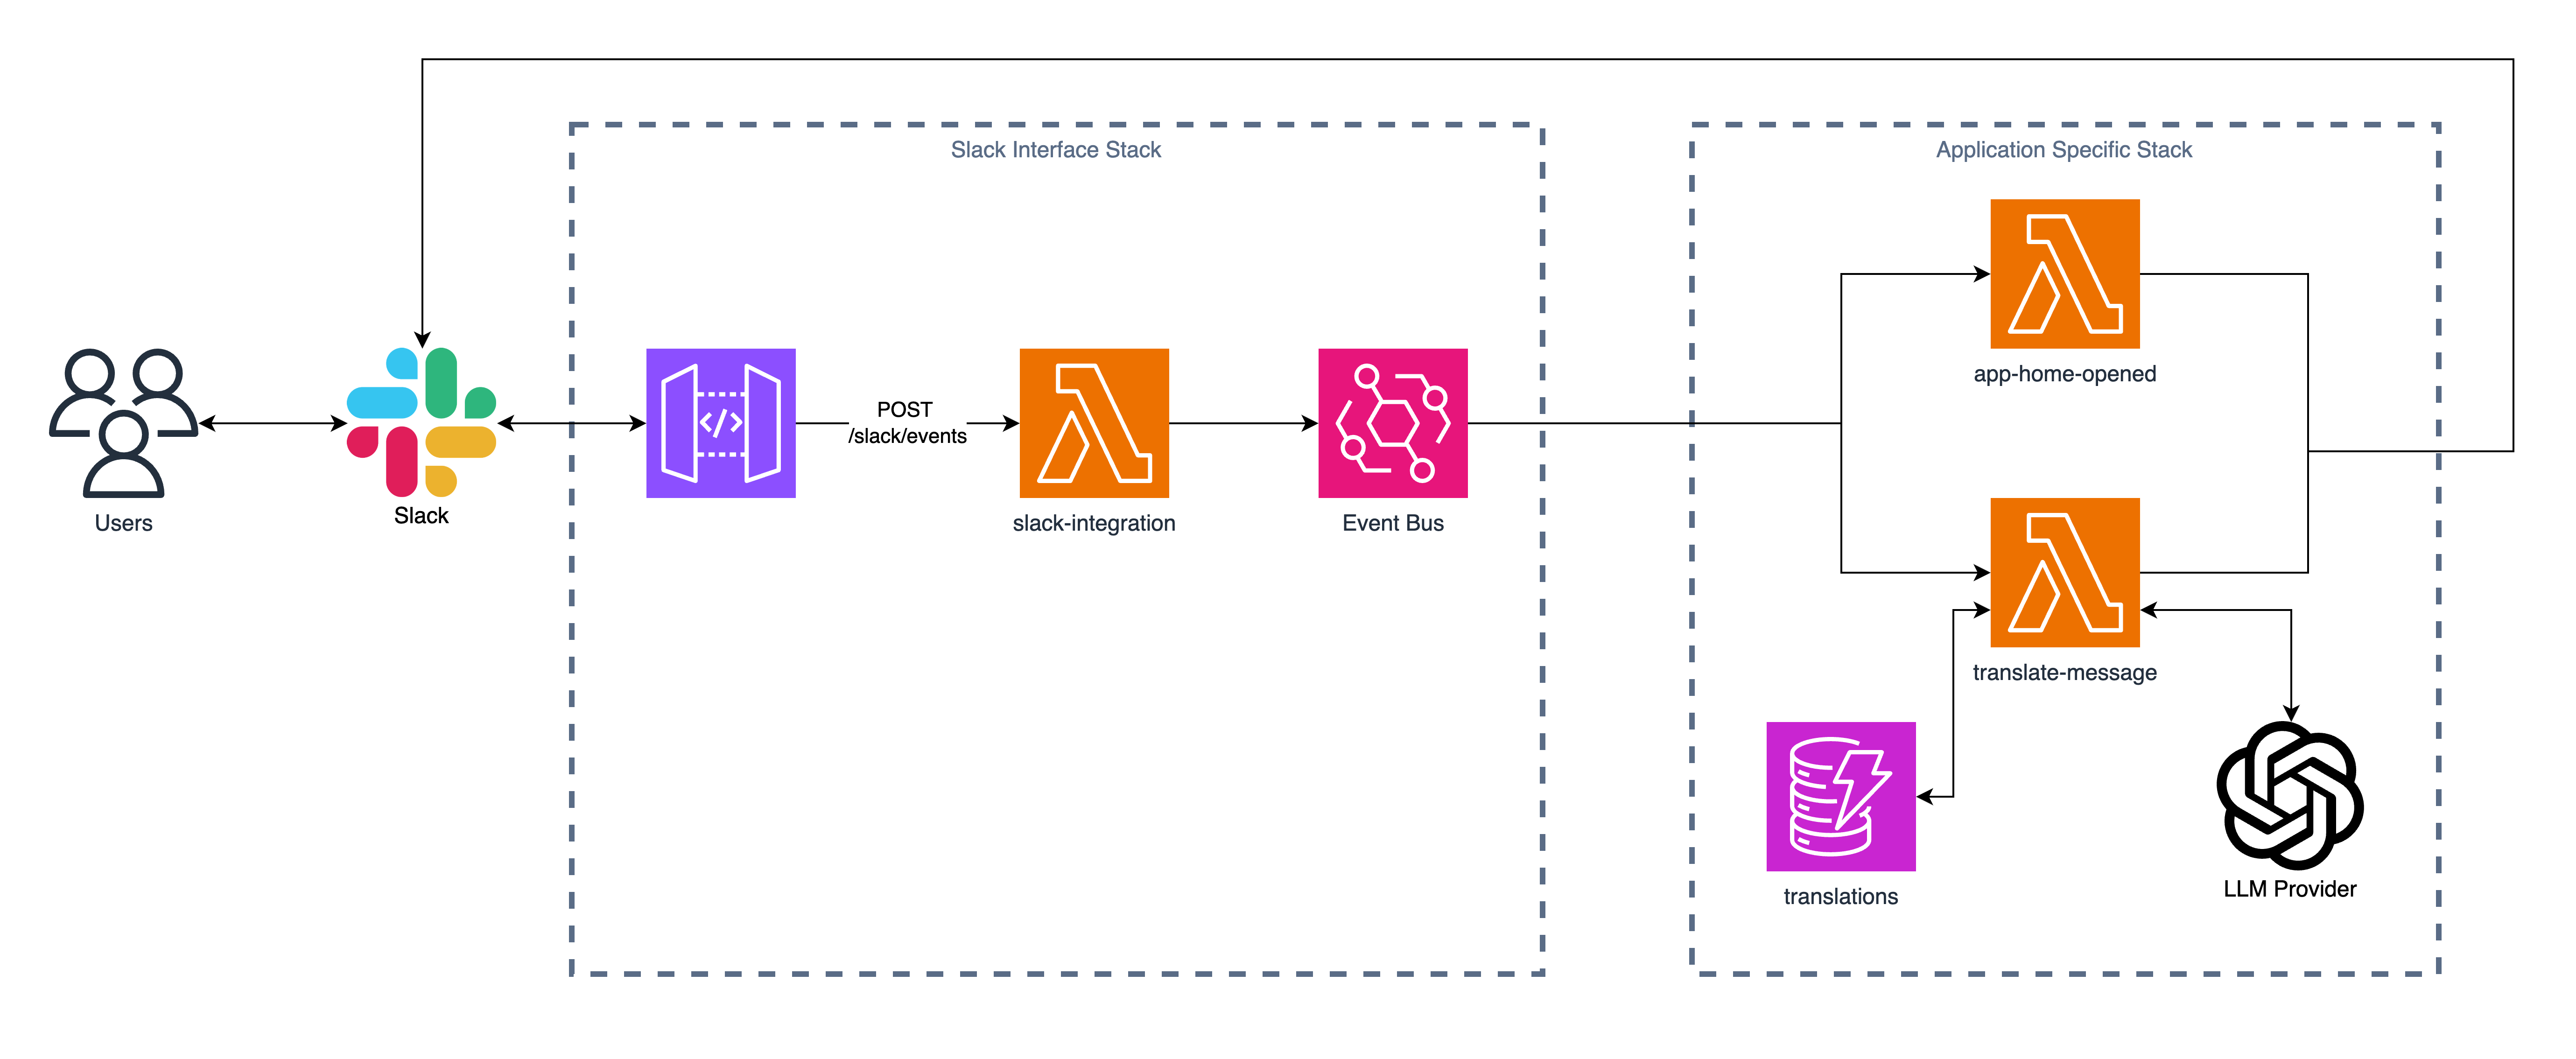 Slack Interface Stack
Application Specific Stack
Users
Slack
POST
/slack/events
slack-integration
Event Bus
app-home-opened
translate-message
translations
LLM Provider